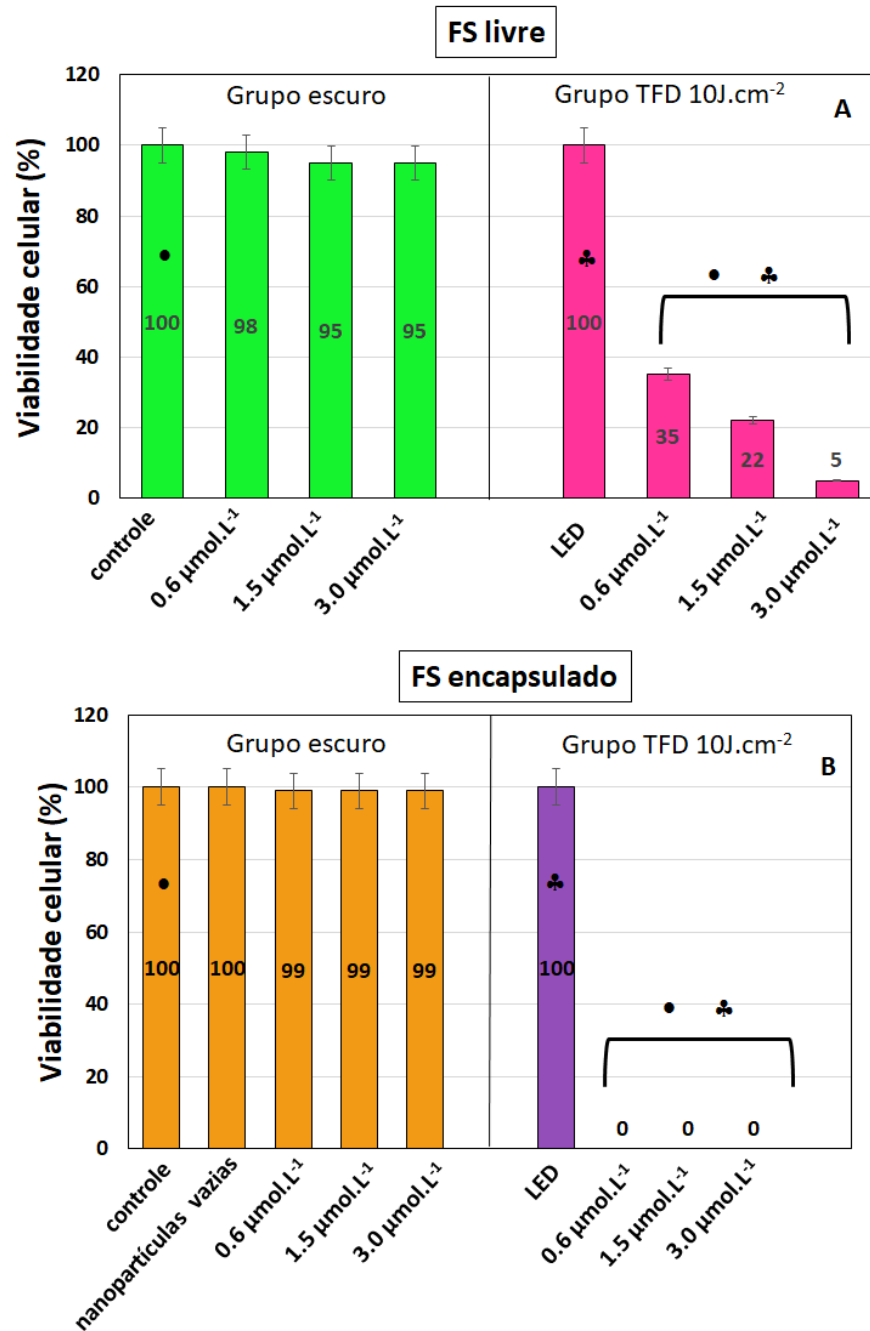 FS livre
Grupo escuro
Grupo TFD 10J.cm⁻²
A
Viabilidade celular (%)
120
100
80
60
40
20
0
• ♣
• ♣
100
98
95
95
100
35
22
5
controle
0.6 µmol.L⁻¹
1.5 µmol.L⁻¹
3.0 µmol.L⁻¹
LED
0.6 µmol.L⁻¹
1.5 µmol.L⁻¹
3.0 µmol.L⁻¹
FS encapsulado
Grupo escuro
Grupo TFD 10J.cm⁻²
B
Viabilidade celular (%)
120
100
80
60
40
20
0
• ♣
• ♣
100
100
99
99
99
100
0
0
0
controle
nanopartículas vazias
0.6 µmol.L⁻¹
1.5 µmol.L⁻¹
3.0 µmol.L⁻¹
LED
0.6 µmol.L⁻¹
1.5 µmol.L⁻¹
3.0 µmol.L⁻¹